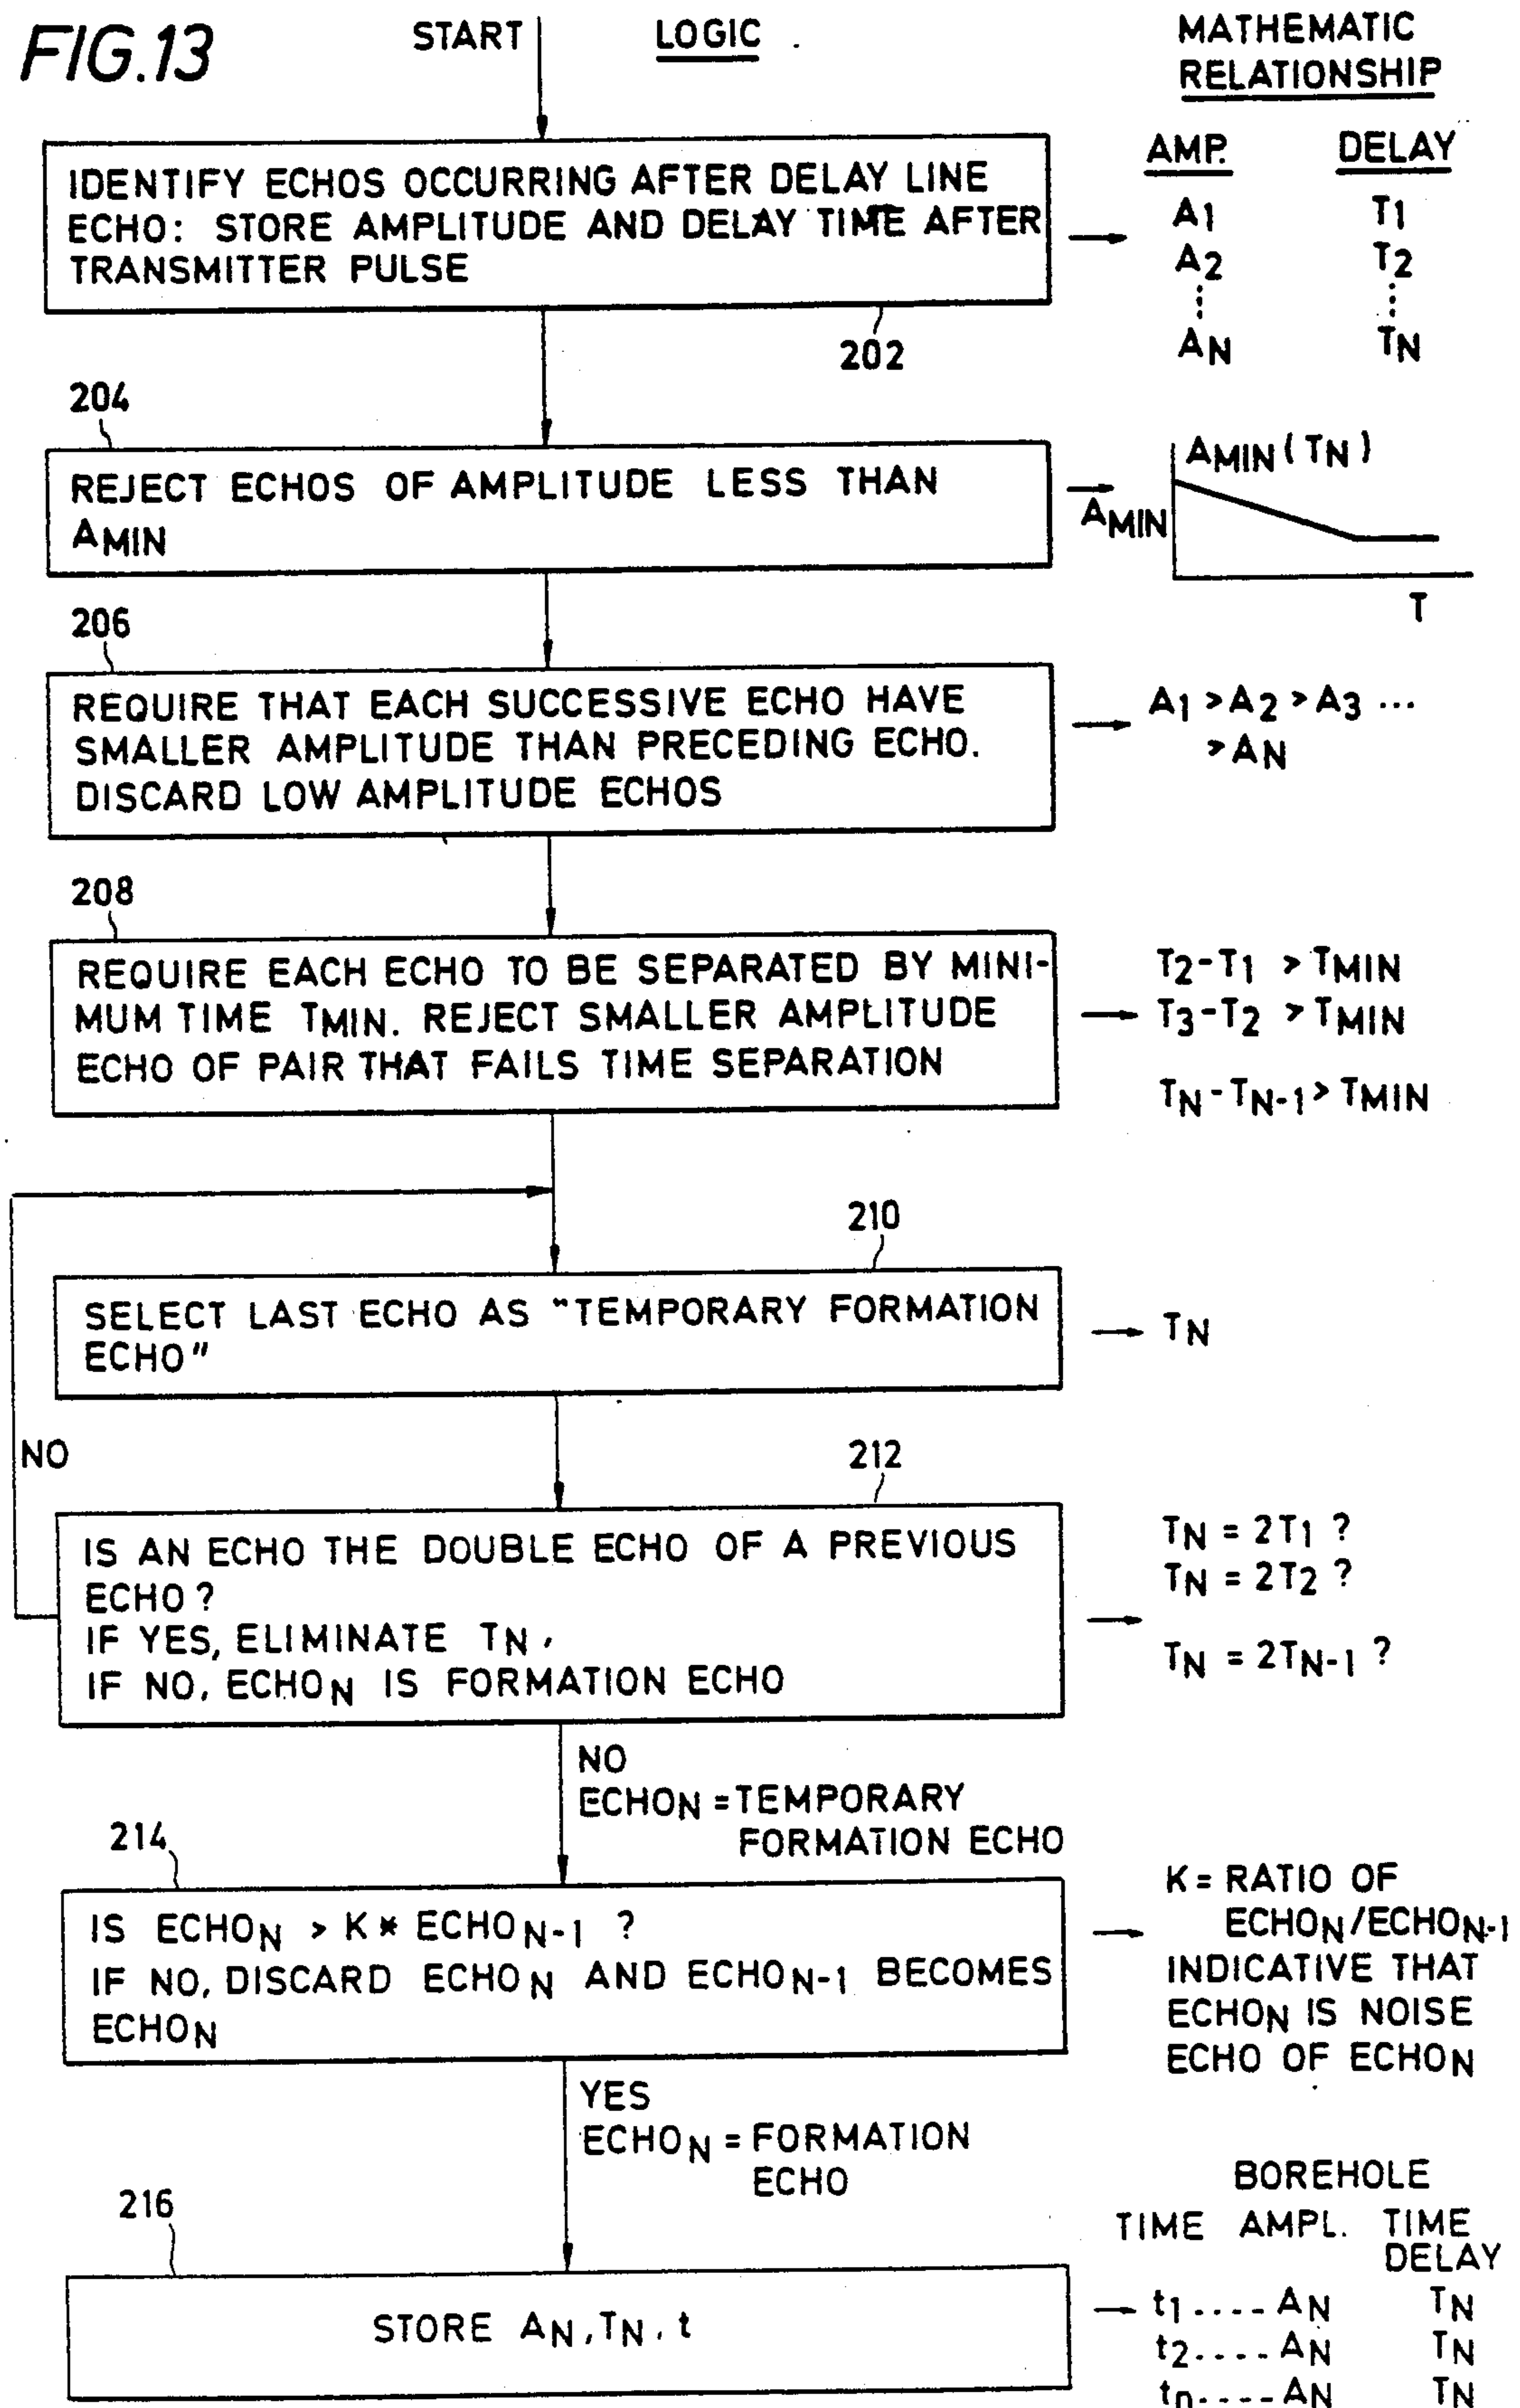 FIG.13
START
LOGIC
MATHEMATIC
RELATIONSHIP
AMP. DELAY
IDENTIFY ECHOS OCCURRING AFTER DELAY LINE
ECHO: STORE AMPLITUDE AND DELAY TIME AFTER
TRANSMITTER PULSE
202
A1 T1
A2 T2
AN TN
204
REJECT ECHOS OF AMPLITUDE LESS THAN
AMIN
AMIN
AMIN (TN)
T
206
REQUIRE THAT EACH SUCCESSIVE ECHO HAVE
SMALLER AMPLITUDE THAN PRECEDING ECHO.
DISCARD LOW AMPLITUDE ECHOS
A1 > A2 > A3 ...
> AN
208
REQUIRE EACH ECHO TO BE SEPARATED BY MINI-
MUM TIME TMIN. REJECT SMALLER AMPLITUDE
ECHO OF PAIR THAT FAILS TIME SEPARATION
T2-T1 > TMIN
T3-T2 > TMIN
TN-TN-1 > TMIN
210
SELECT LAST ECHO AS "TEMPORARY FORMATION
ECHO"
TN
NO
212
IS AN ECHO THE DOUBLE ECHO OF A PREVIOUS
ECHO?
IF YES, ELIMINATE TN,
IF NO, ECHON IS FORMATION ECHO
TN = 2T1 ?
TN = 2T2 ?
TN = 2TN-1 ?
NO
ECHON = TEMPORARY
FORMATION ECHO
214
IS ECHON > K* ECHON-1 ?
IF NO, DISCARD ECHON AND ECHON-1 BECOMES
ECHON
K = RATIO OF
ECHON/ECHON-1
INDICATIVE THAT
ECHON IS NOISE
ECHO OF ECHON
YES
ECHON = FORMATION
ECHO
216
STORE AN, TN, t
BOREHOLE
TIME AMPL. TIME
DELAY
t1 .... AN TN
t2 .... AN TN
tn .... AN TN